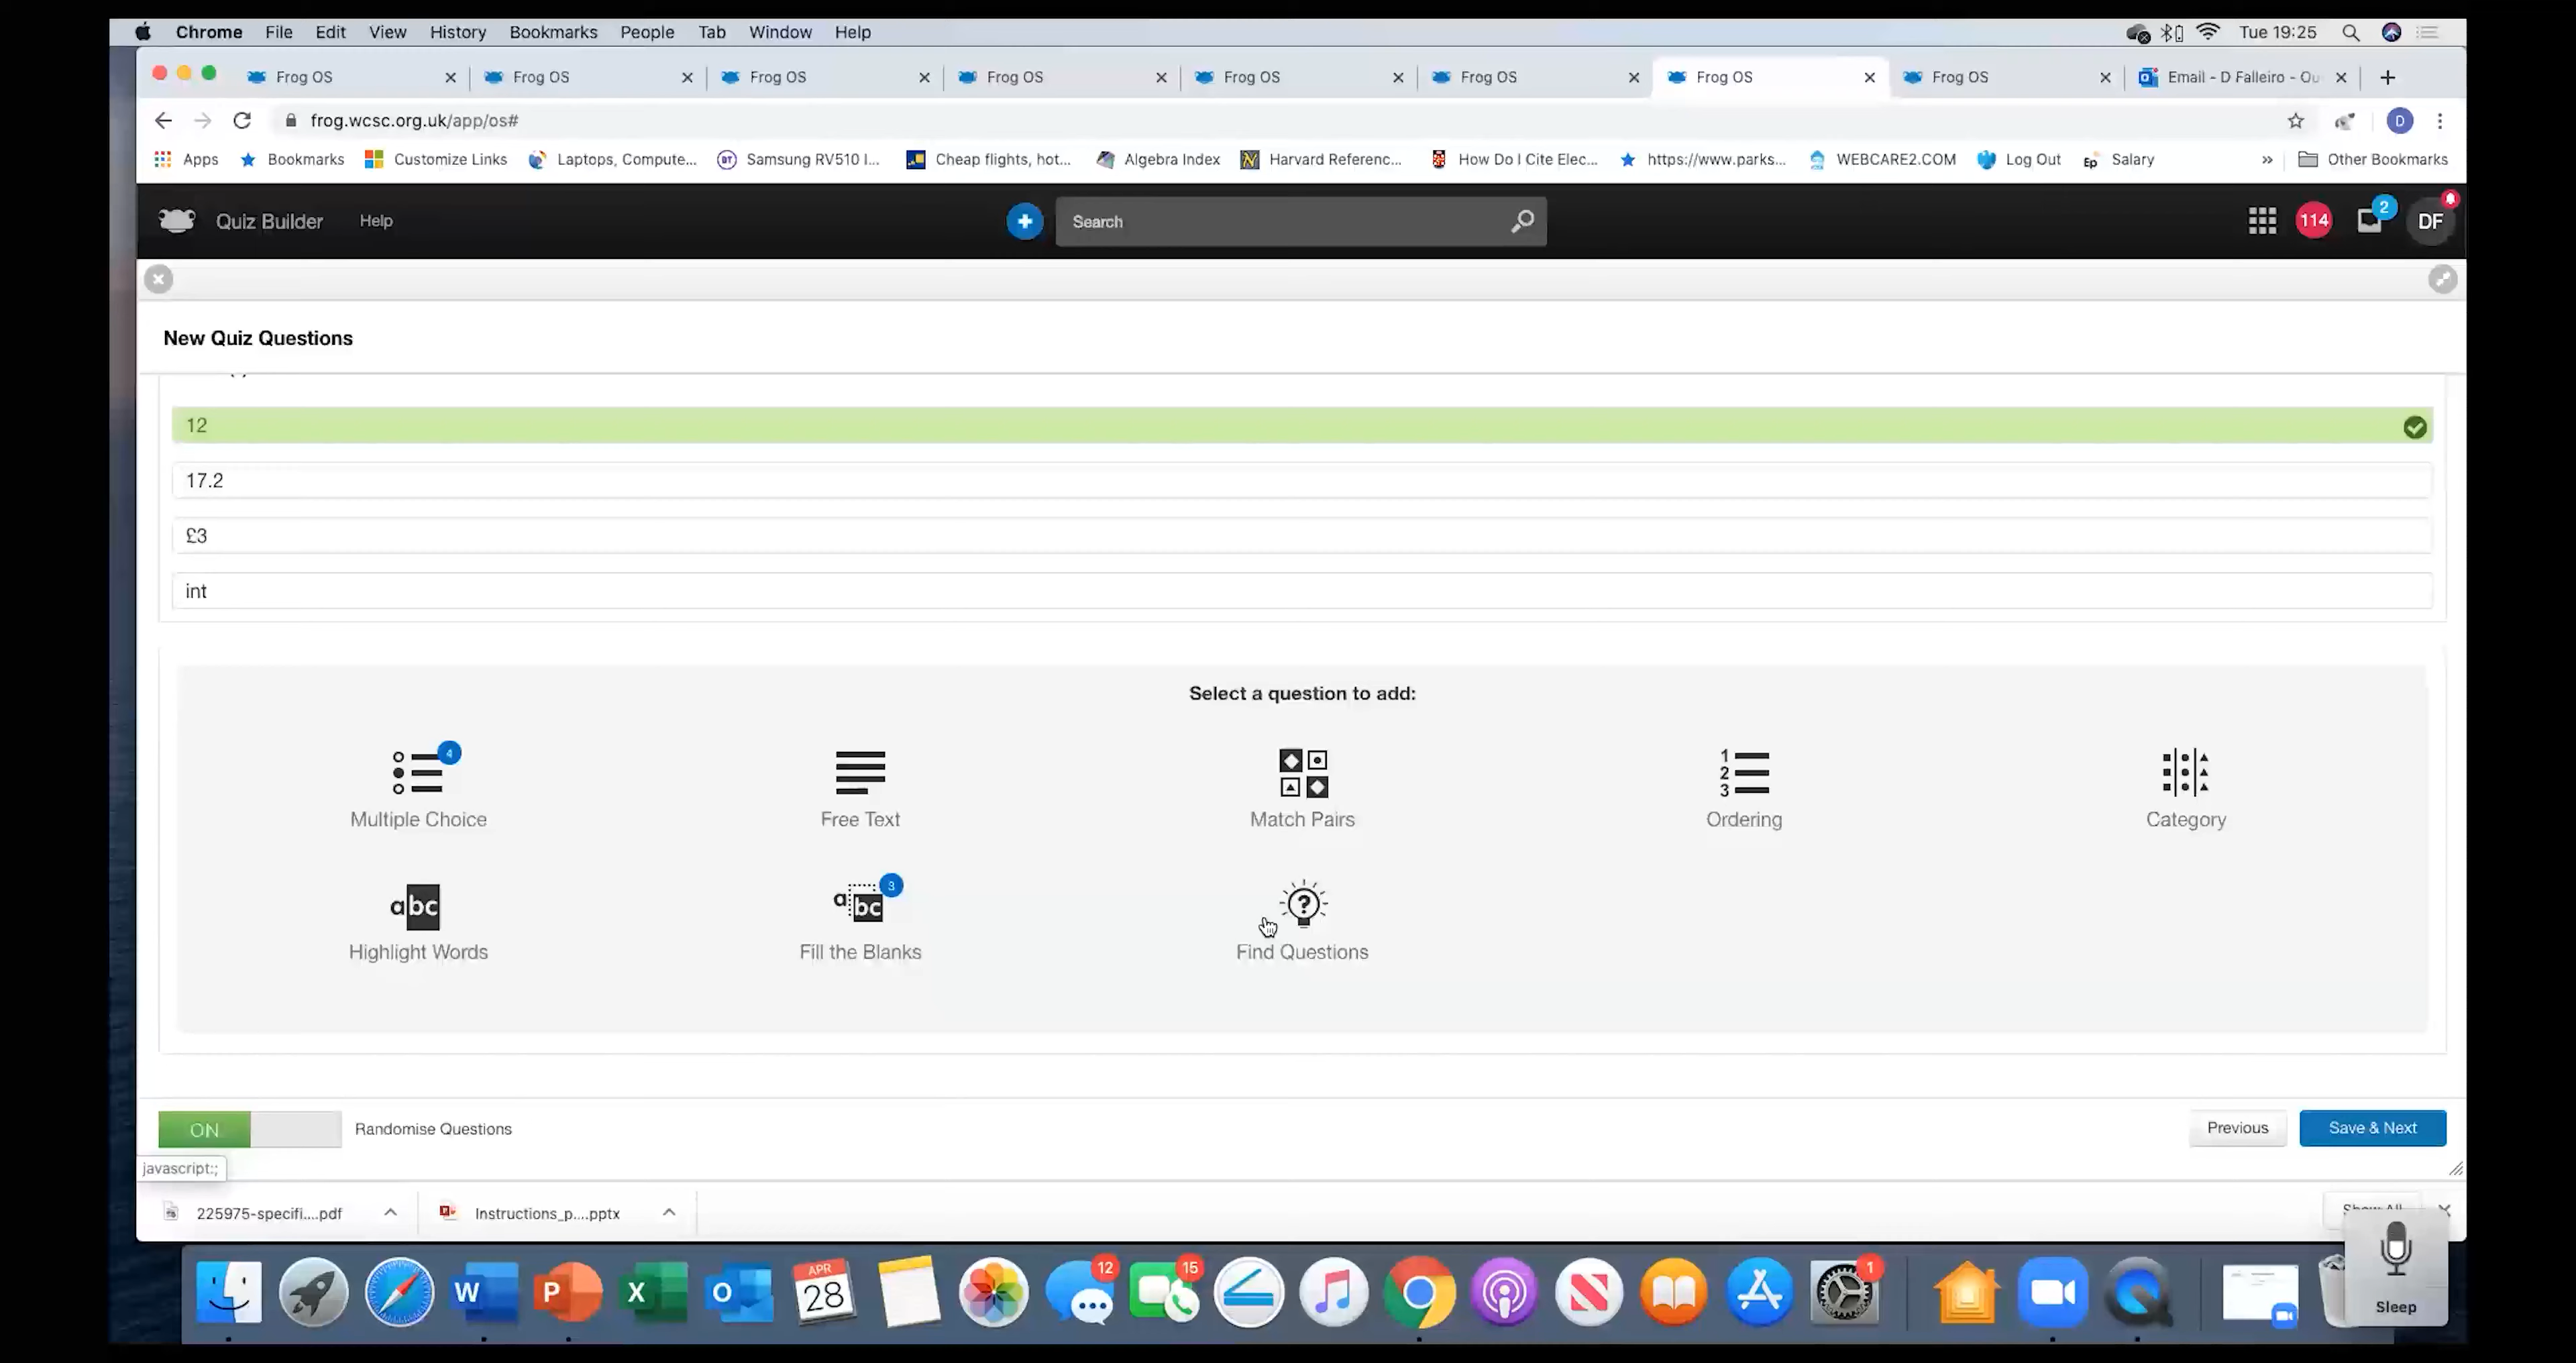 Chrome File Edit View History Bookmarks People Tab Window Help Tue 19:25
Frog OS Frog OS Frog OS Frog OS Frog OS Frog OS Frog OS Frog OS Email - D Falleiro - Ou
frog.wcsc.org.uk/app/os# D
Apps Bookmarks Customize Links Laptops, Compute... Samsung RV510 I... Cheap flights, hot... Algebra Index Harvard Referenc... How Do I Cite Elec... https://www.parks... WEBCARE2.COM Log Out Ep Salary » Other Bookmarks
Quiz Builder Help Search 114 2 DF
New Quiz Questions
12
17.2
£3
int
Select a question to add:
4
Multiple Choice Free Text Match Pairs 1 2 3 Ordering Category
abc a bc 3 ?
Highlight Words Fill the Blanks Find Questions
ON Randomise Questions Previous Save & Next
javascript:;
225975-specifi....pdf Instructions_p....pptx Show All
W P X O APR 28 12 15 1
Sleep